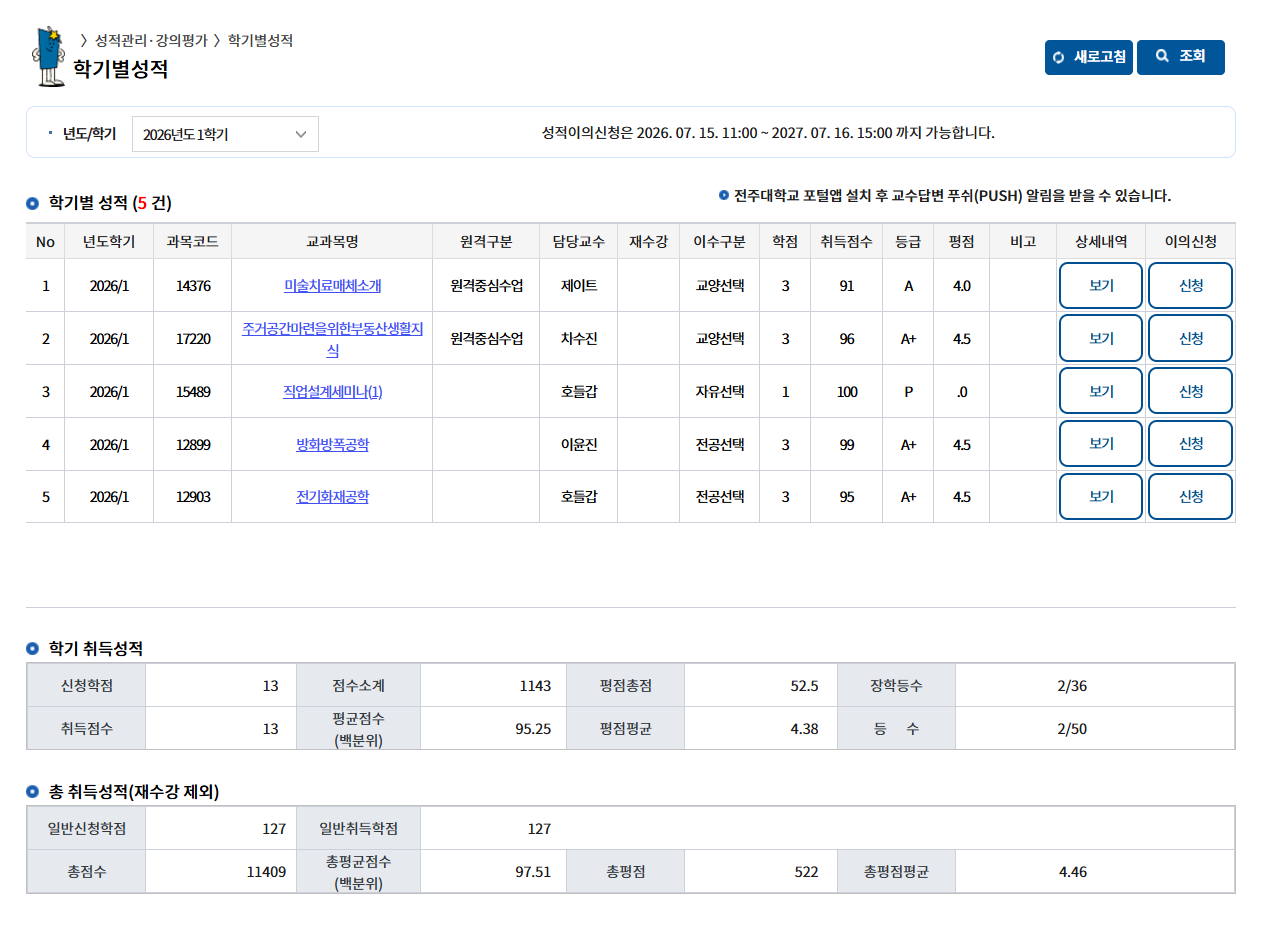 〉 성적관리·강의평가 〉 학기별성적
학기별성적
새로고침 조회
· 년도/학기 2026년도 1학기 성적이의신청은 2026. 07. 15. 11:00 ~ 2027. 07. 16. 15:00 까지 가능합니다.
학기별 성적 (5 건) 전주대학교 포털앱 설치 후 교수답변 푸쉬(PUSH) 알림을 받을 수 있습니다.
No 년도학기 과목코드 교과목명 원격구분 담당교수 재수강 이수구분 학점 취득점수 등급 평점 비고 상세내역 이의신청
1 2026/1 14376 미술치료매체소개 원격중심수업 제이트 교양선택 3 91 A 4.0 보기 신청
2 2026/1 17220 주거공간마련을위한부동산생활지
식 원격중심수업 차수진 교양선택 3 96 A+ 4.5 보기 신청
3 2026/1 15489 직업설계세미나(1) 호들갑 자유선택 1 100 P .0 보기 신청
4 2026/1 12899 방화방폭공학 이윤진 전공선택 3 99 A+ 4.5 보기 신청
5 2026/1 12903 전기화재공학 호들갑 전공선택 3 95 A+ 4.5 보기 신청
학기 취득성적
신청학점 13 점수소계 1143 평점총점 52.5 장학등수 2/36
취득점수 13 평균점수
(백분위) 95.25 평점평균 4.38 등 수 2/50
총 취득성적(재수강 제외)
일반신청학점 127 일반취득학점 127
총점수 11409 총평균점수
(백분위) 97.51 총평점 522 총평점평균 4.46